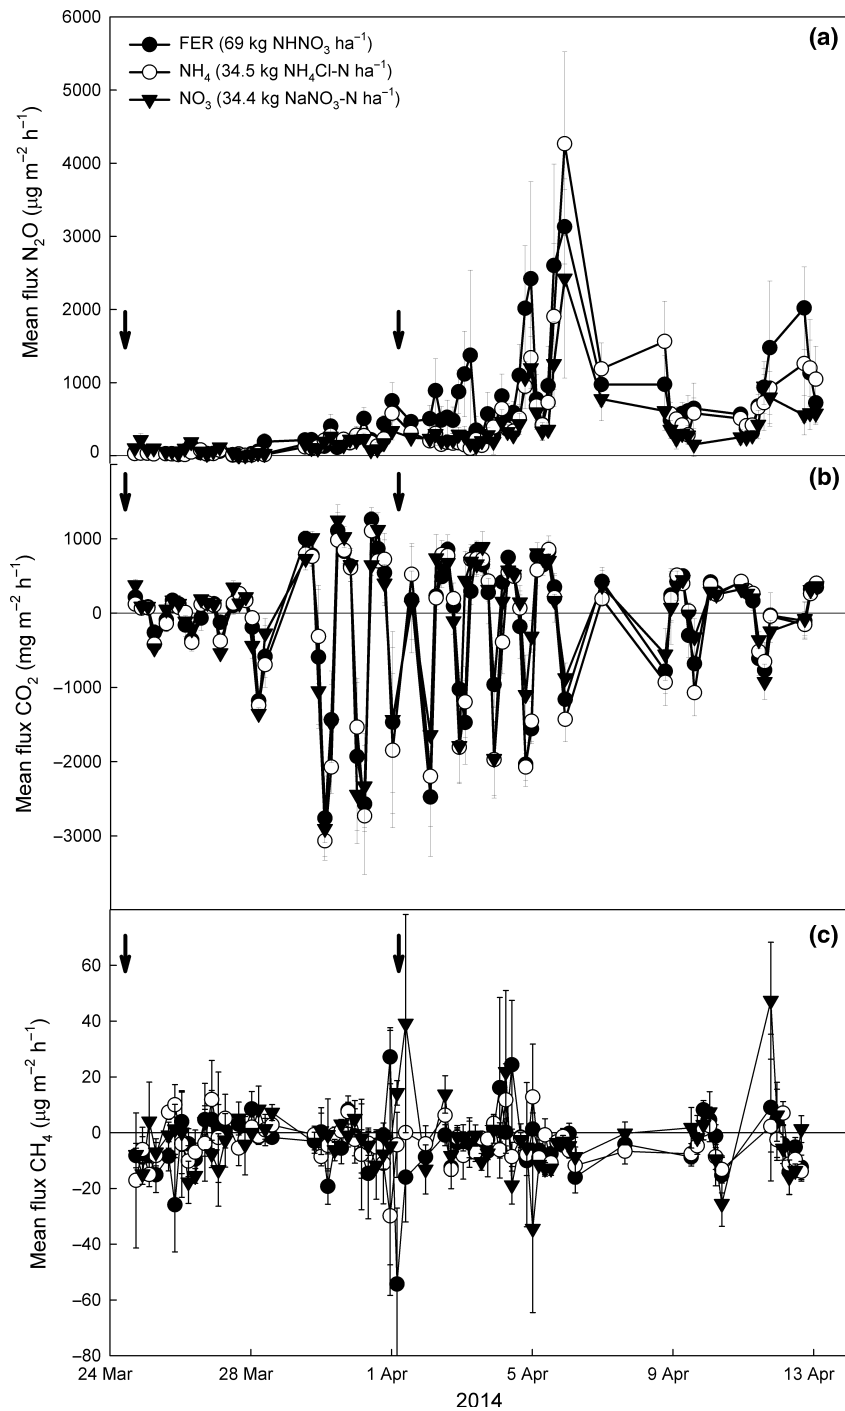 (a)
FER (69 kg NHNO₃ ha⁻¹)
NH₄ (34.5 kg NH₄Cl-N ha⁻¹)
NO₃ (34.4 kg NaNO₃-N ha⁻¹)
Mean flux N₂O (µg m⁻² h⁻¹)
6000
5000
4000
3000
2000
1000
0
(b)
Mean flux CO₂ (mg m⁻² h⁻¹)
1000
0
−1000
−2000
−3000
(c)
Mean flux CH₄ (µg m⁻² h⁻¹)
60
40
20
0
−20
−40
−60
−80
24 Mar 28 Mar 1 Apr 5 Apr 9 Apr 13 Apr
2014